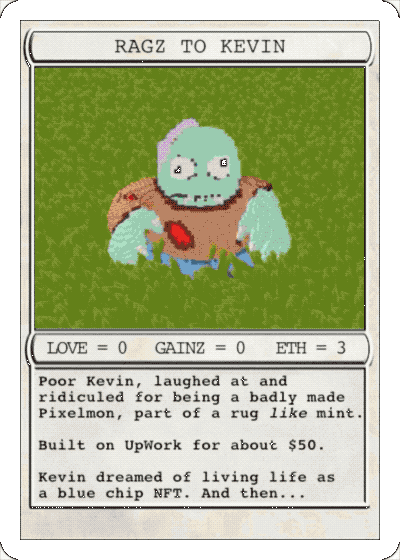 RAGZ TO KEVIN
LOVE = 0 GAINZ = 0 ETH = 3
Poor Kevin, laughed at and
ridiculed for being a badly made
Pixelmon, part of a rug like mint.
Built on UpWork for about $50.
Kevin dreamed of living life as
a blue chip NFT. And then...